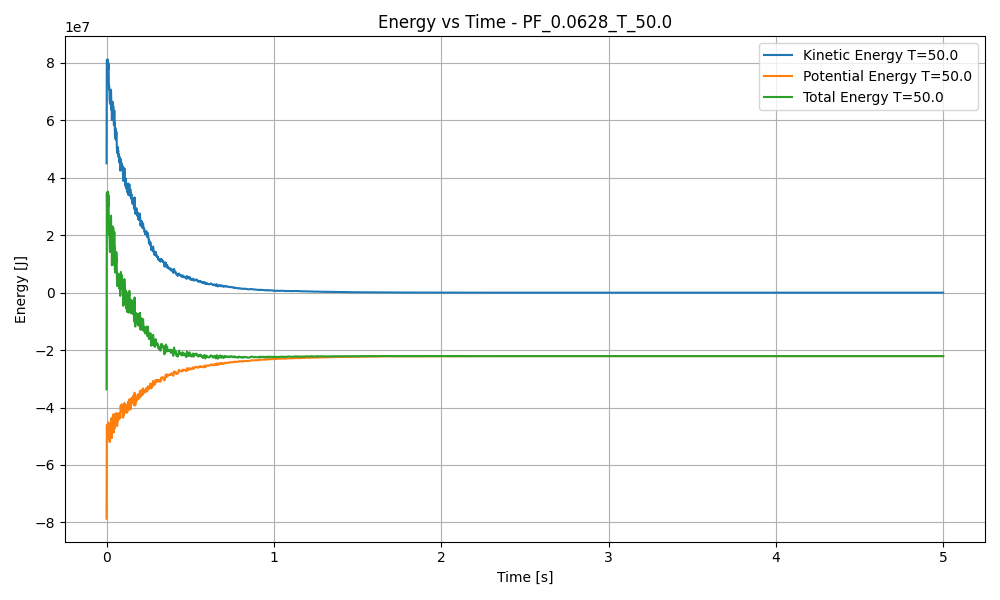 Energy vs Time - PF_0.0628_T_50.0
1e7
Kinetic Energy T=50.0
Potential Energy T=50.0
Total Energy T=50.0
Energy [J]
8
6
4
2
0
−2
−4
−6
−8
0 1 2 3 4 5
Time [s]